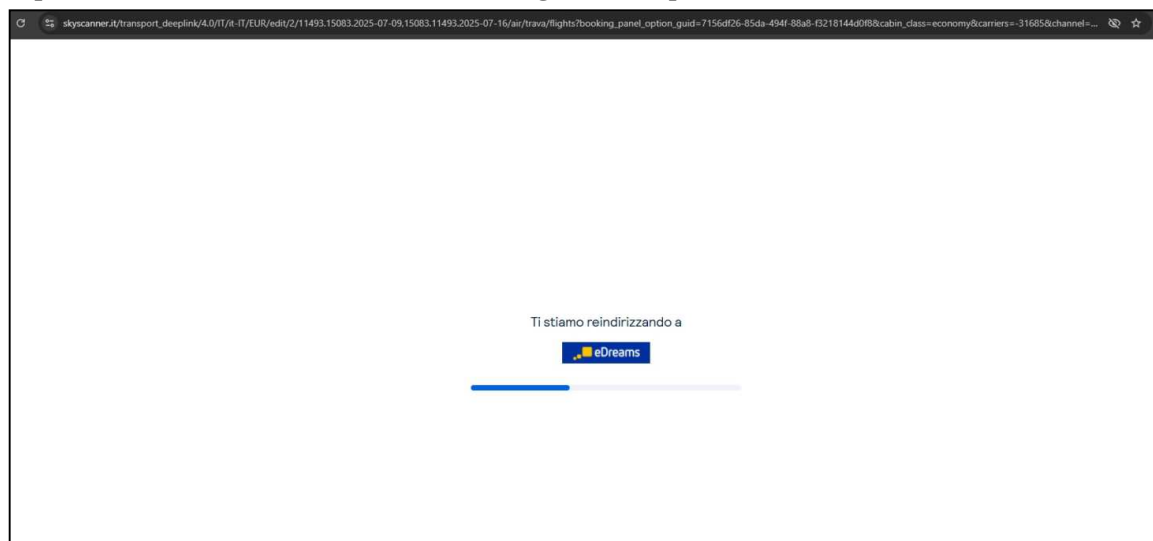 skyscanner.it/transport_deeplink/4.0/IT/it-IT/EUR/edit/2/11493.15083.2025-07-09,15083.11493.2025-07-16/air/trava/flights?booking_panel_option_guid=7156df26-85da-494f-88a8-f3218144d0f8&cabin_class=economy&carriers=-31685&channel=...
Ti stiamo reindirizzando a
eDreams